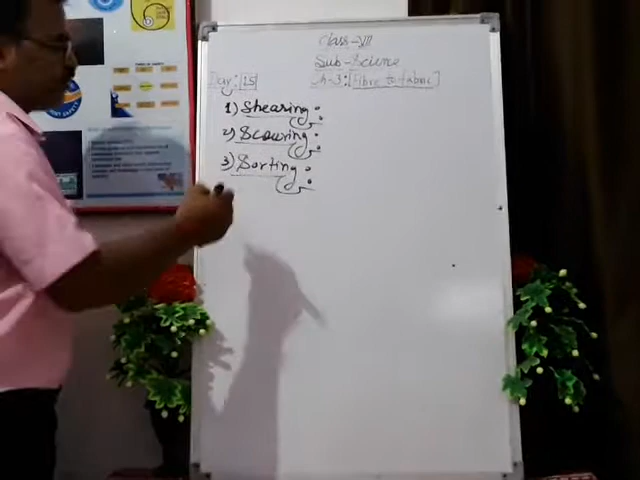 Class-VII
Sub-Science
Day:15 Ch-3:[Fibre to fabric]
1) Shearing:
2) Scouring:
3) Sorting: